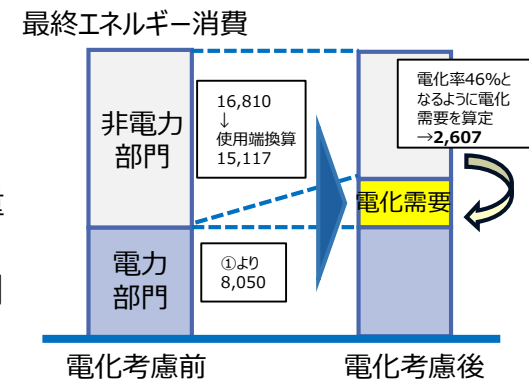 最終エネルギー消費
非電力
部門
16,810
↓
使用端換算
15,117
電力
部門
①より
8,050
電化率46%と
なるように電化
需要を算定
→2,607
電化需要
電化考慮前
電化考慮後